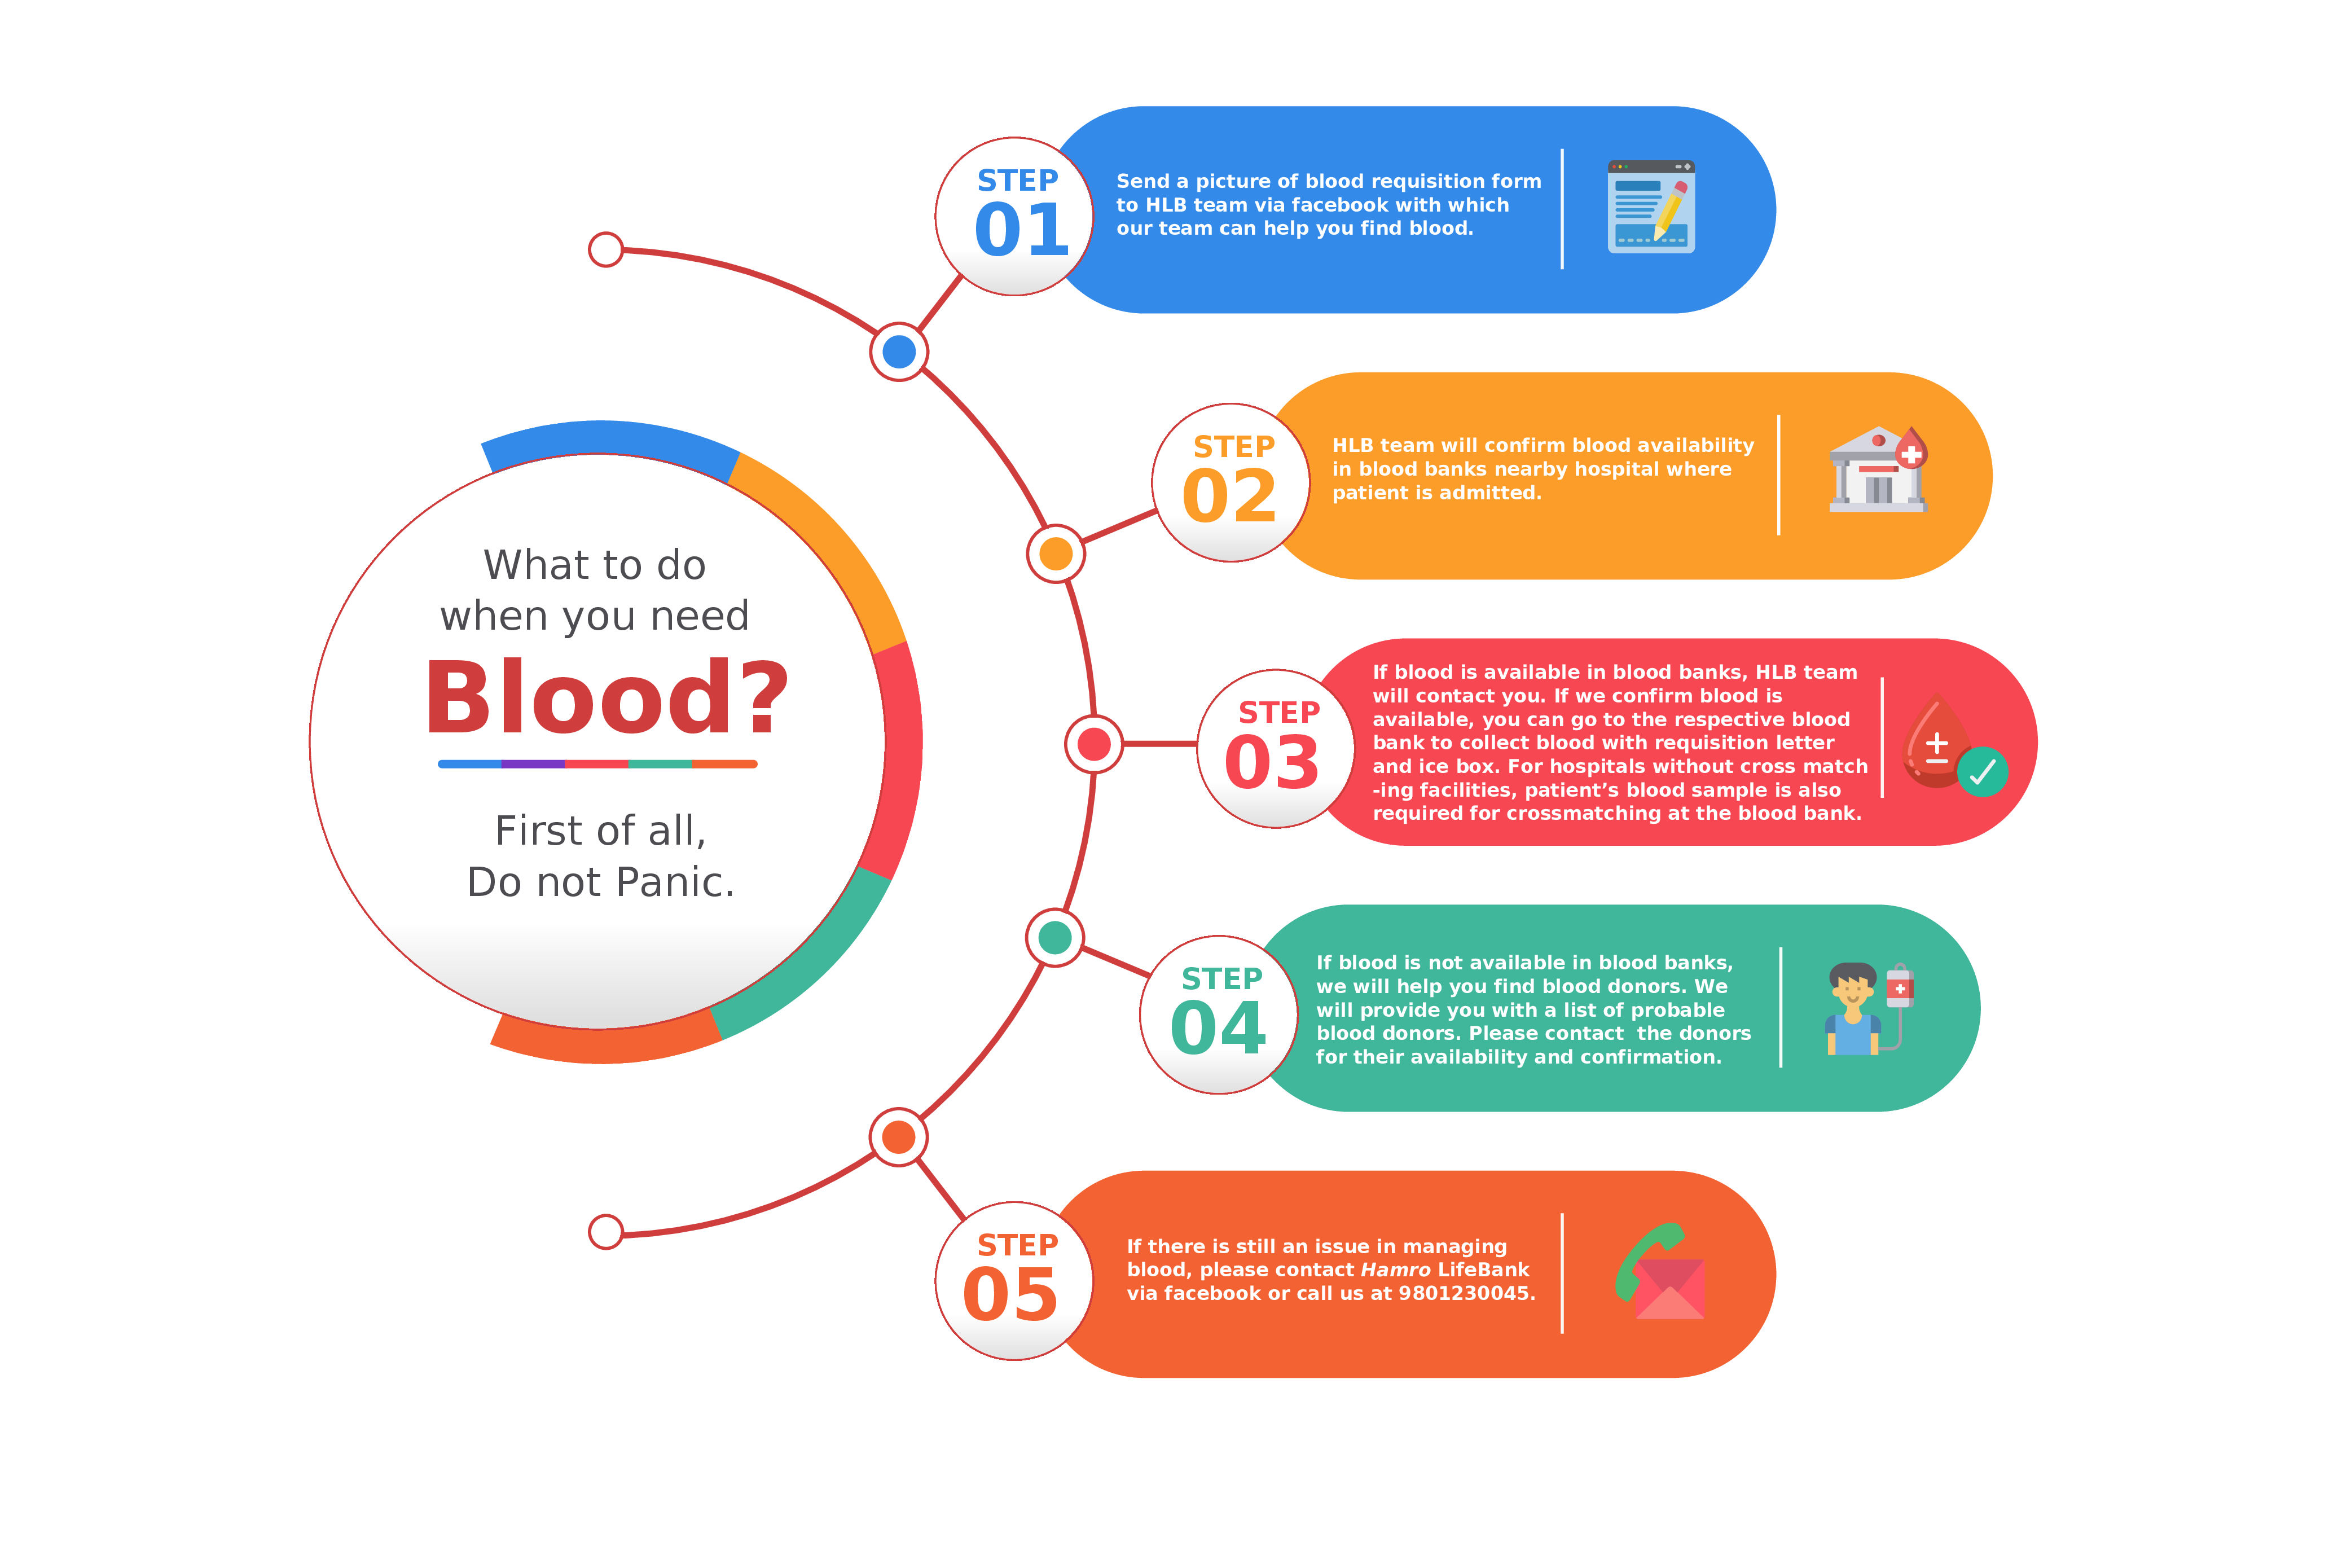 What to do
when you need
Blood?
First of all,
Do not Panic.
STEP
01
Send a picture of blood requisition form
to HLB team via facebook with which
our team can help you find blood.
STEP
02
HLB team will confirm blood availability
in blood banks nearby hospital where
patient is admitted.
STEP
03
If blood is available in blood banks, HLB team
will contact you. If we confirm blood is
available, you can go to the respective blood
bank to collect blood with requisition letter
and ice box. For hospitals without cross match
-ing facilities, patient’s blood sample is also
required for crossmatching at the blood bank.
STEP
04
If blood is not available in blood banks,
we will help you find blood donors. We
will provide you with a list of probable
blood donors. Please contact  the donors
for their availability and confirmation.
STEP
05
If there is still an issue in managing
blood, please contact Hamro LifeBank
via facebook or call us at 9801230045.